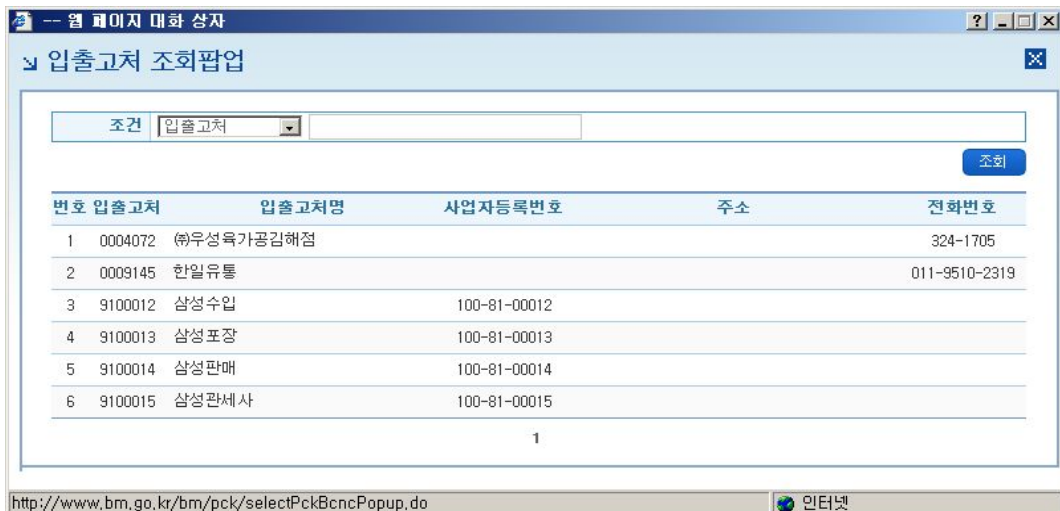 -- 웹 페이지 대화 상자
입출고처 조회팝업
조건 입출고처
조회
번호 입출고처 입출고처명 사업자등록번호 주소 전화번호
1 0004072 ㈜우성육가공김해점 324-1705
2 0009145 한일유통 011-9510-2319
3 9100012 삼성수입 100-81-00012
4 9100013 삼성포장 100-81-00013
5 9100014 삼성판매 100-81-00014
6 9100015 삼성관세사 100-81-00015
1
http://www.bm.go.kr/bm/pck/selectPckBcncPopup.do 인터넷